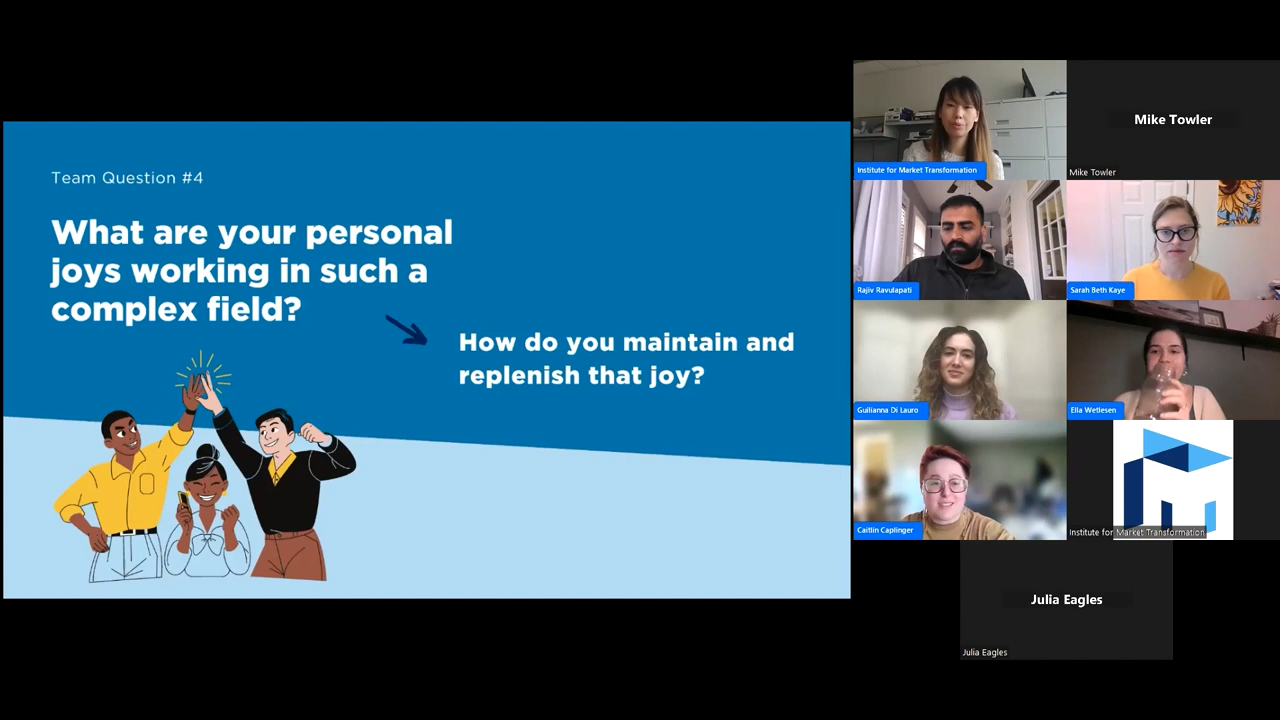 Team Question #4
What are your personal
joys working in such a
complex field?
How do you maintain and
replenish that joy?
Institute for Market Transformation
Mike Towler
Mike Towler
Rajiv Ravulapati
Sarah Beth Kaye
Guilianna Di Lauro
Ella Wetlesen
Caitlin Caplinger
Institute for Market Transformation
Julia Eagles
Julia Eagles